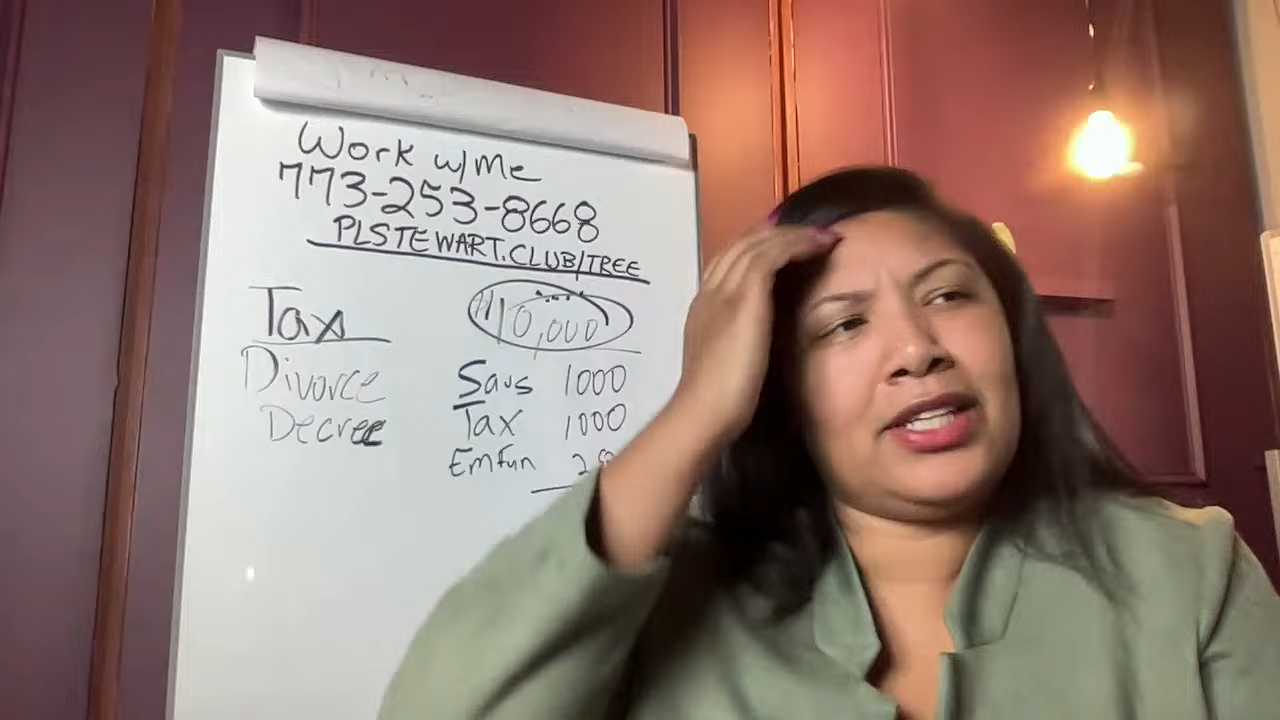 Work w/Me
773-253-8668
PLSTEWART.CLUB/TREE
Tax
Divorce
Decree
$10,000
Savs 1000
Tax 1000
Emfun